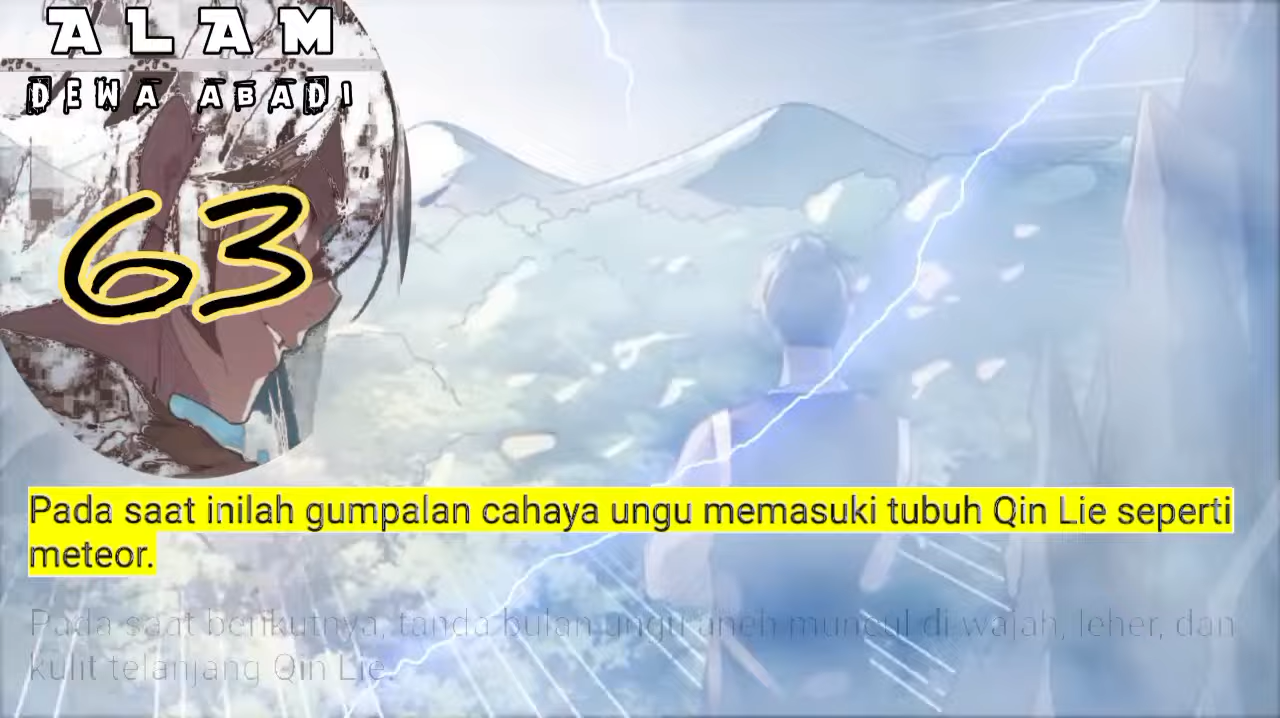 ALAM
DEWA ABADI
63
Pada saat inilah gumpalan cahaya ungu memasuki tubuh Qin Lie seperti
meteor.
Pada saat berikutnya, tanda bulan ungu aneh muncul di wajah, leher, dan
kulit telanjang Qin Lie.